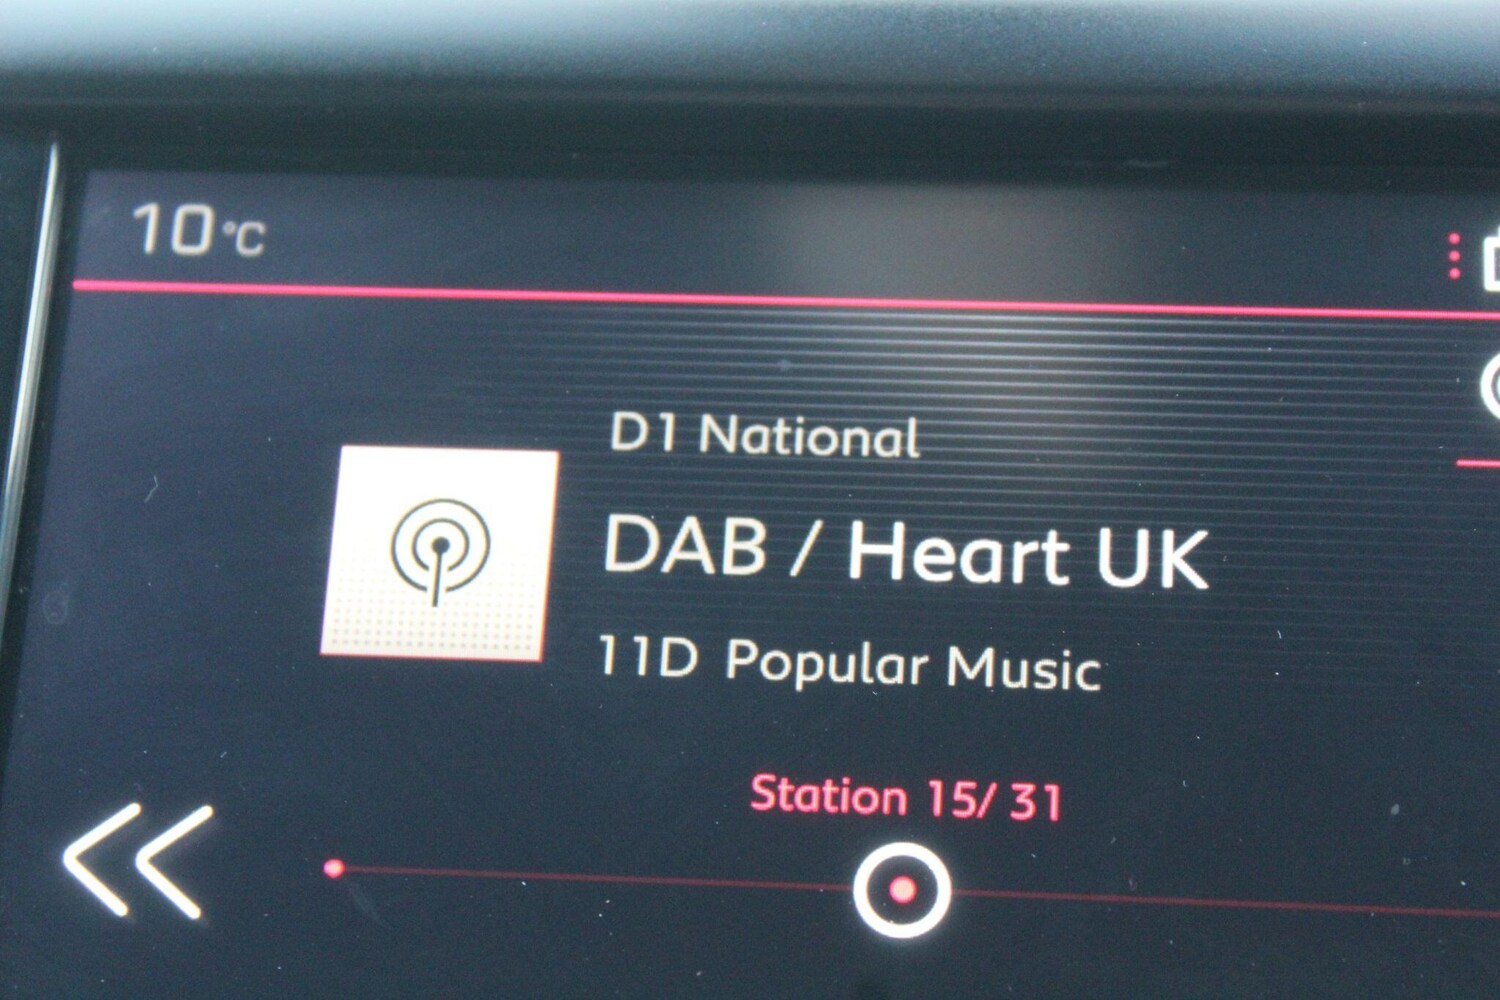 10 °C
D1 National
DAB / Heart UK
11D Popular Music
Station 15/ 31